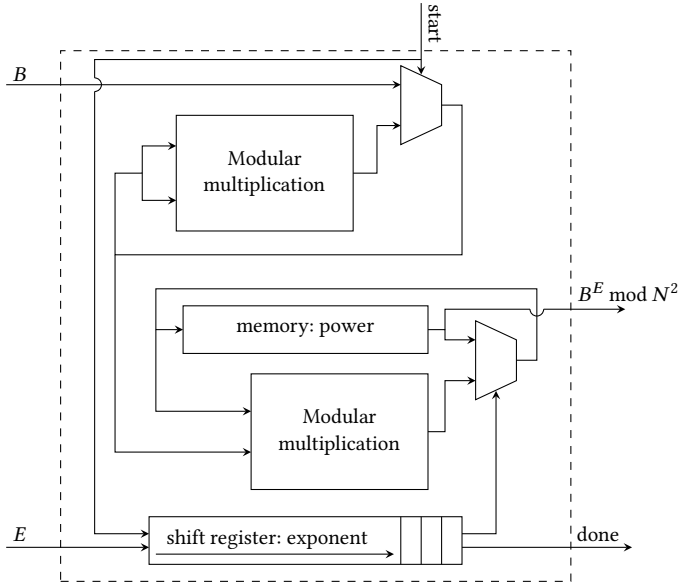 start
B
Modular
multiplication
B^E mod N^2
memory: power
Modular
multiplication
E
shift register: exponent
done